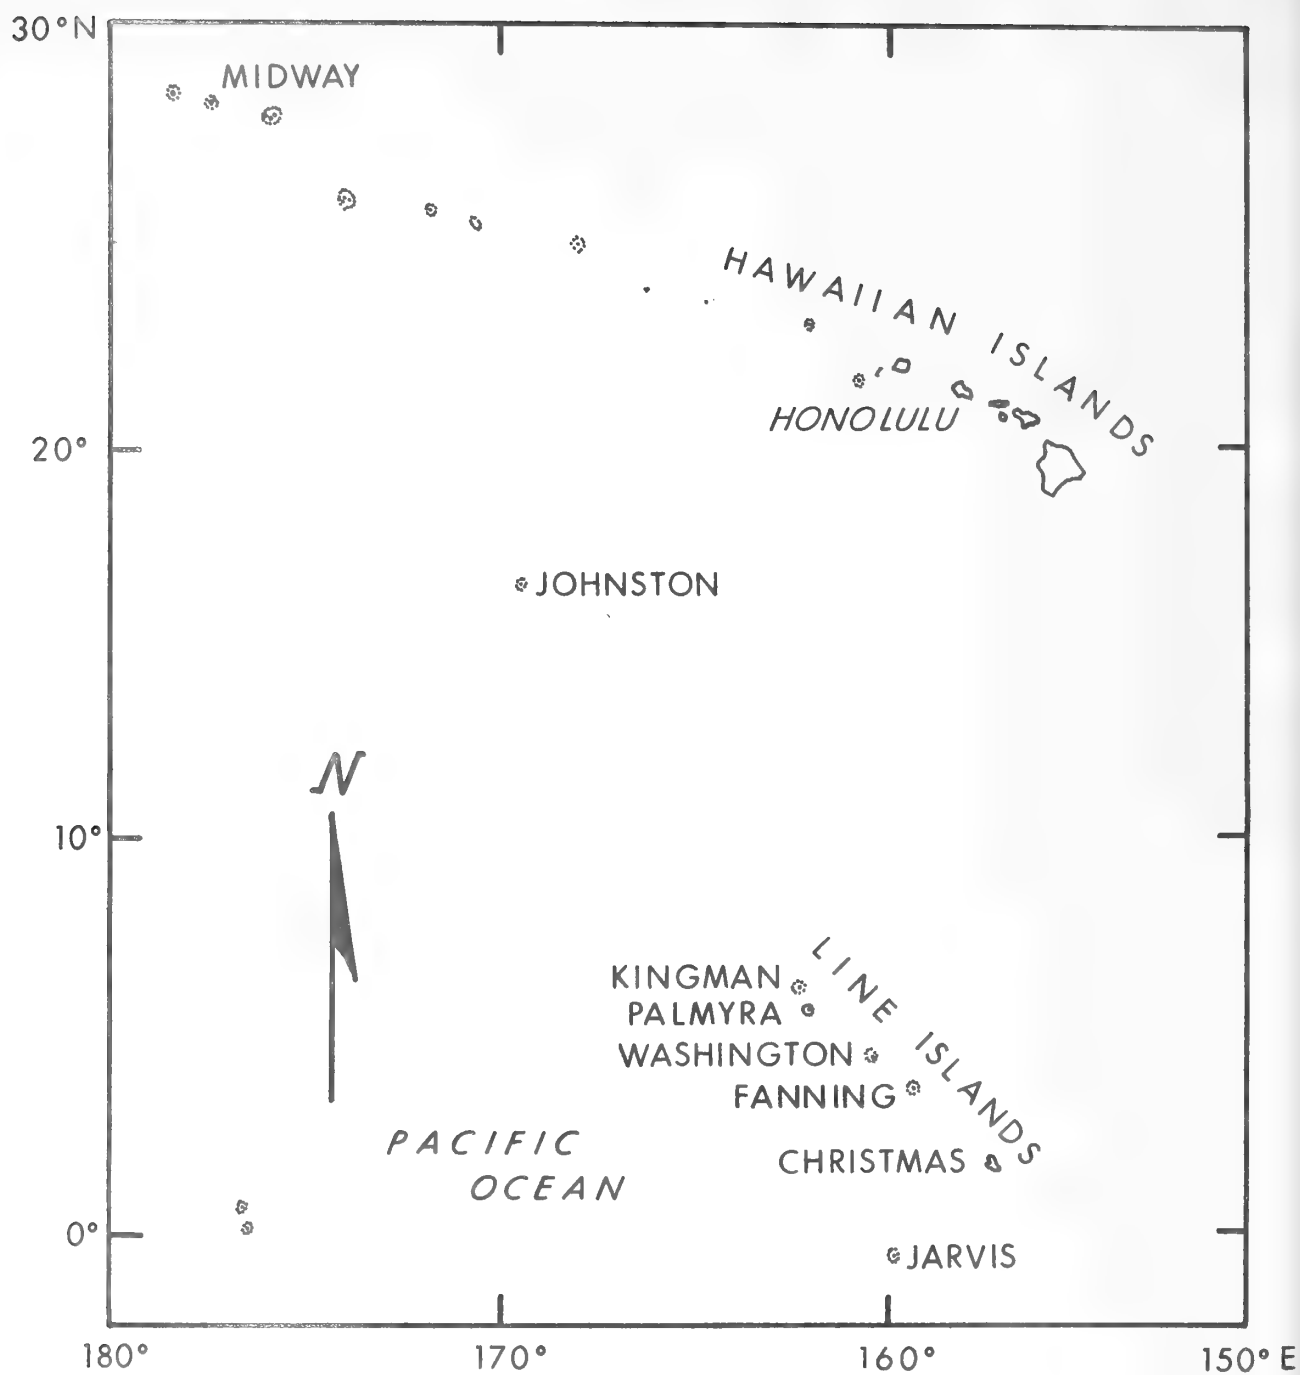 30°N
MIDWAY
HAWAIIAN ISLANDS
HONOLULU
20°
JOHNSTON
N
10°
LINE ISLANDS
KINGMAN
PALMYRA
WASHINGTON
FANNING
PACIFIC
OCEAN
CHRISTMAS
0°
JARVIS
180°
170°
160°
150° E